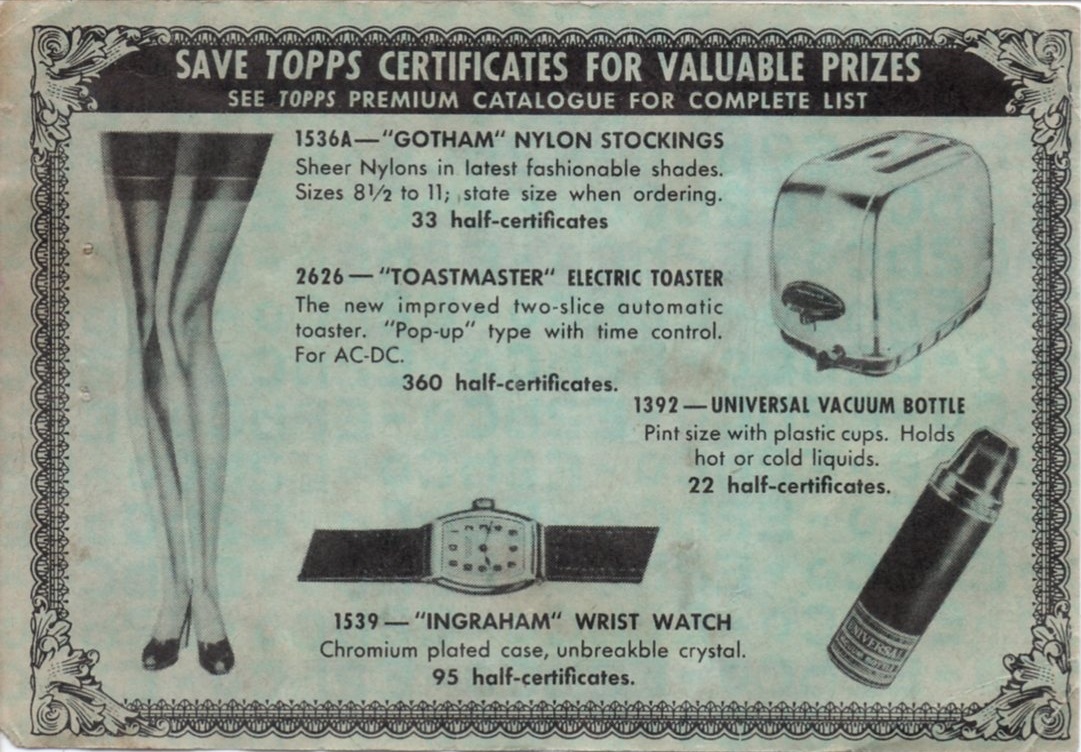 SAVE TOPPS CERTIFICATES FOR VALUABLE PRIZES
SEE TOPPS PREMIUM CATALOGUE FOR COMPLETE LIST
1536A—"GOTHAM" NYLON STOCKINGS
Sheer Nylons in latest fashionable shades.
Sizes 8½ to 11; state size when ordering.
33 half-certificates
2626—"TOASTMASTER" ELECTRIC TOASTER
The new improved two-slice automatic
toaster. "Pop-up" type with time control.
For AC-DC.
360 half-certificates.
1392—UNIVERSAL VACUUM BOTTLE
Pint size with plastic cups. Holds
hot or cold liquids.
22 half-certificates.
UNIVERSAL
VACUUM BOTTLE
1539—"INGRAHAM" WRIST WATCH
Chromium plated case, unbreakble crystal.
95 half-certificates.